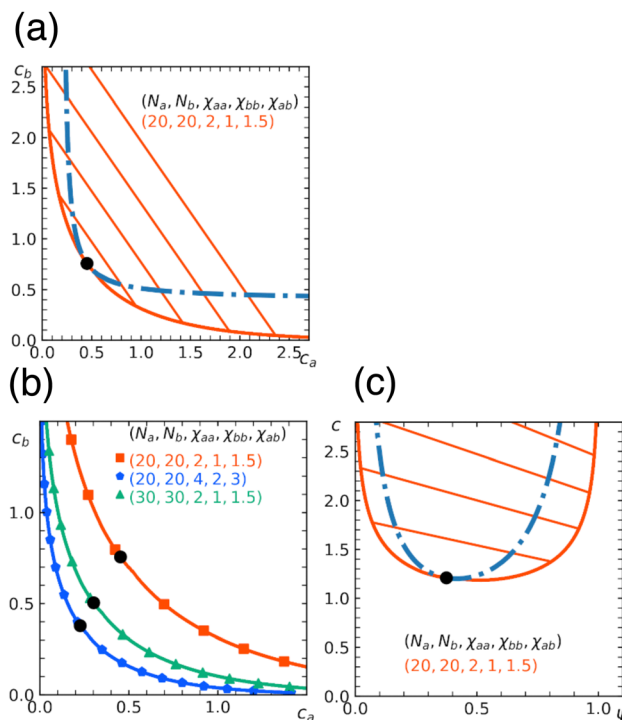 (a)
c_b
2.5
2.0
1.5
1.0
0.5
0.0
(N_a, N_b, χ_aa, χ_bb, χ_ab)
(20, 20, 2, 1, 1.5)
0.0 0.5 1.0 1.5 2.0 2.5 c_a
(b)
c_b
1.0
0.5
0.0
(N_a, N_b, χ_aa, χ_bb, χ_ab)
(20, 20, 2, 1, 1.5)
(20, 20, 4, 2, 3)
(30, 30, 2, 1, 1.5)
0.0 0.5 1.0 c_a
(c)
c
2.5
2.0
1.5
1.0
0.5
0.0
(N_a, N_b, χ_aa, χ_bb, χ_ab)
(20, 20, 2, 1, 1.5)
0.0 0.5 1.0